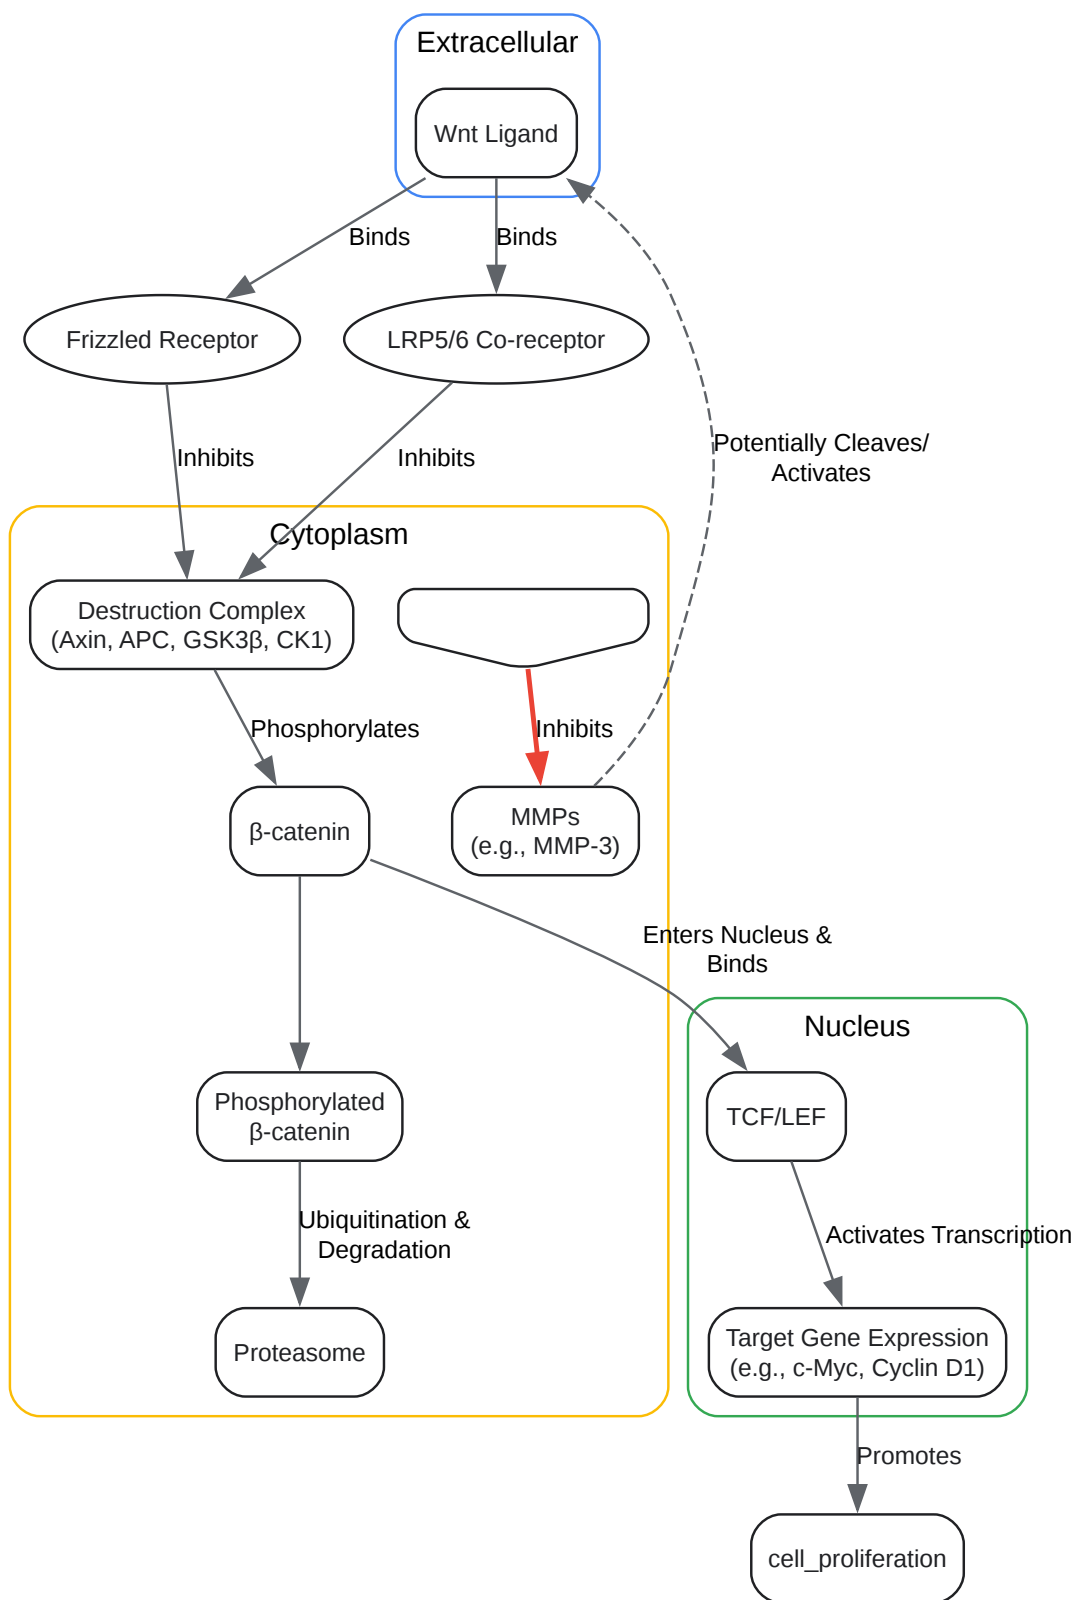 Extracellular
Wnt Ligand
Binds
Binds
Frizzled Receptor
LRP5/6 Co-receptor
Inhibits
Inhibits
Potentially Cleaves/
Activates
Cytoplasm
Destruction Complex
(Axin, APC, GSK3β, CK1)
Phosphorylates
Inhibits
β-catenin
MMPs
(e.g., MMP-3)
Enters Nucleus &
Binds
Nucleus
Phosphorylated
β-catenin
TCF/LEF
Ubiquitination &
Degradation
Activates Transcription
Proteasome
Target Gene Expression
(e.g., c-Myc, Cyclin D1)
Promotes
cell_proliferation